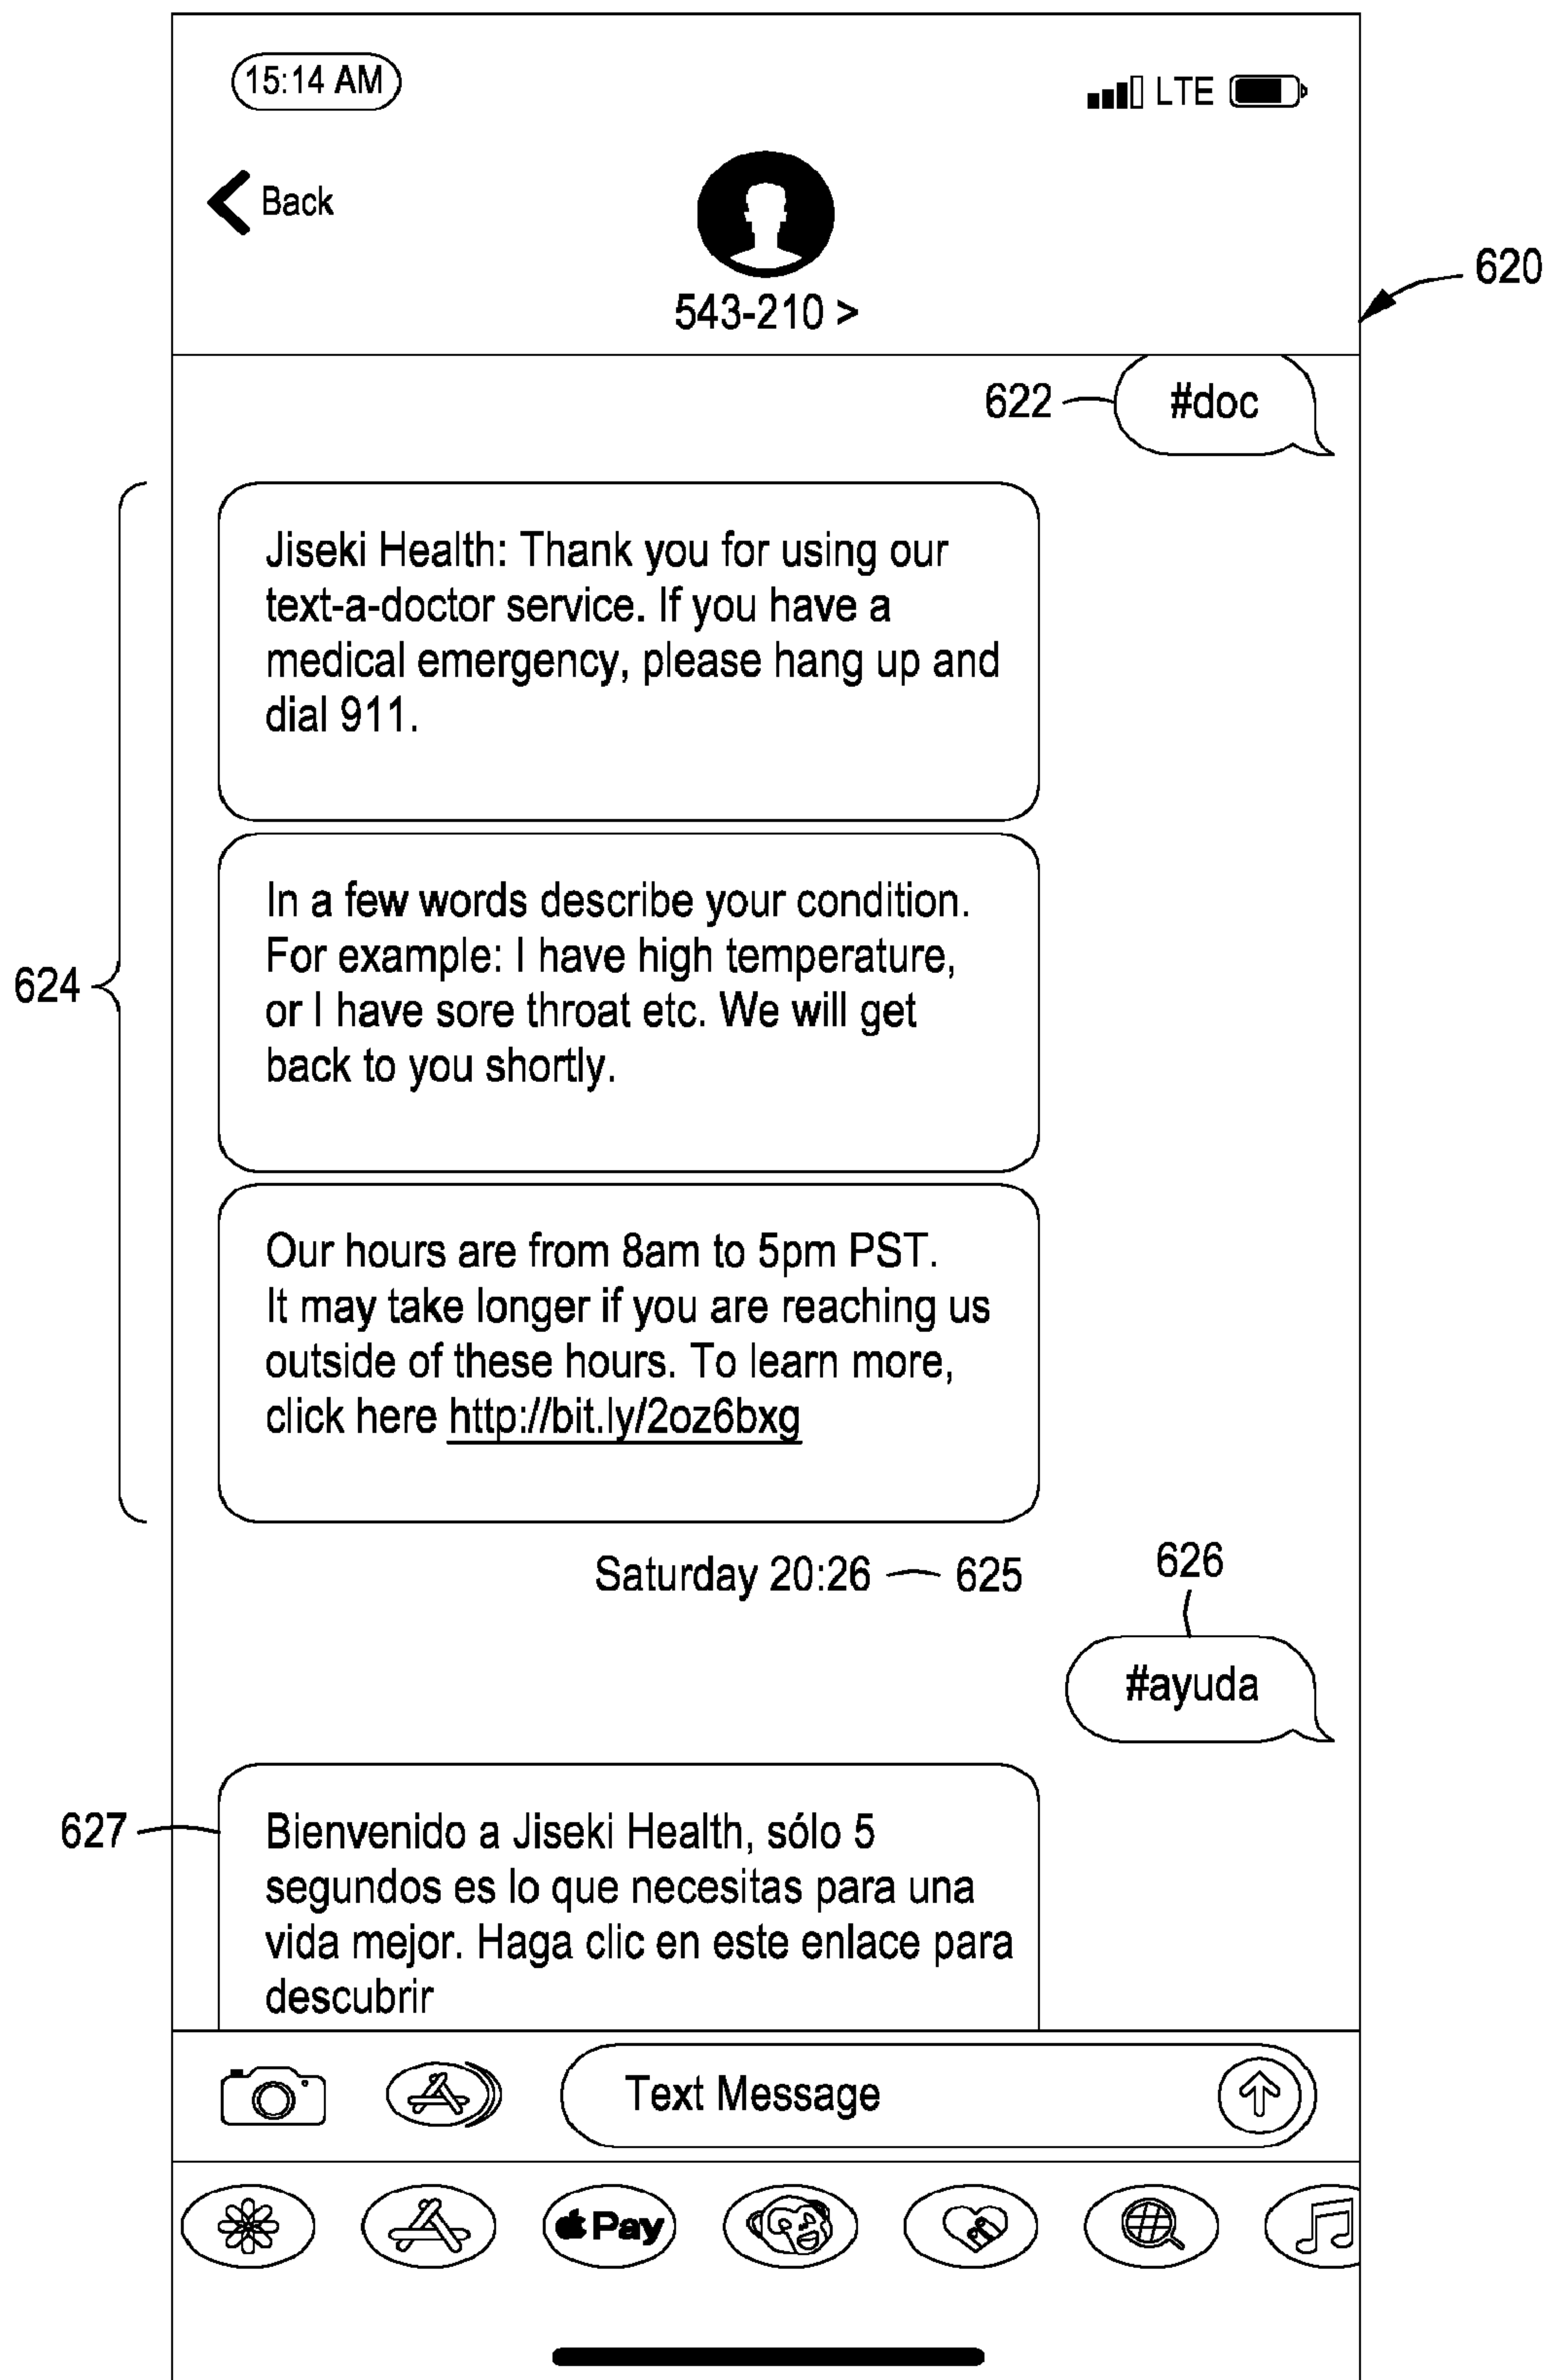 15:14 AM
LTE
Back
543-210 >
620
622
#doc
Jiseki Health: Thank you for using our
text-a-doctor service. If you have a
medical emergency, please hang up and
dial 911.
624
In a few words describe your condition.
For example: I have high temperature,
or I have sore throat etc. We will get
back to you shortly.
Our hours are from 8am to 5pm PST.
It may take longer if you are reaching us
outside of these hours. To learn more,
click here http://bit.ly/2oz6bxg
Saturday 20:26
625
626
#ayuda
627
Bienvenido a Jiseki Health, sólo 5
segundos es lo que necesitas para una
vida mejor. Haga clic en este enlace para
descubrir
Text Message
Pay